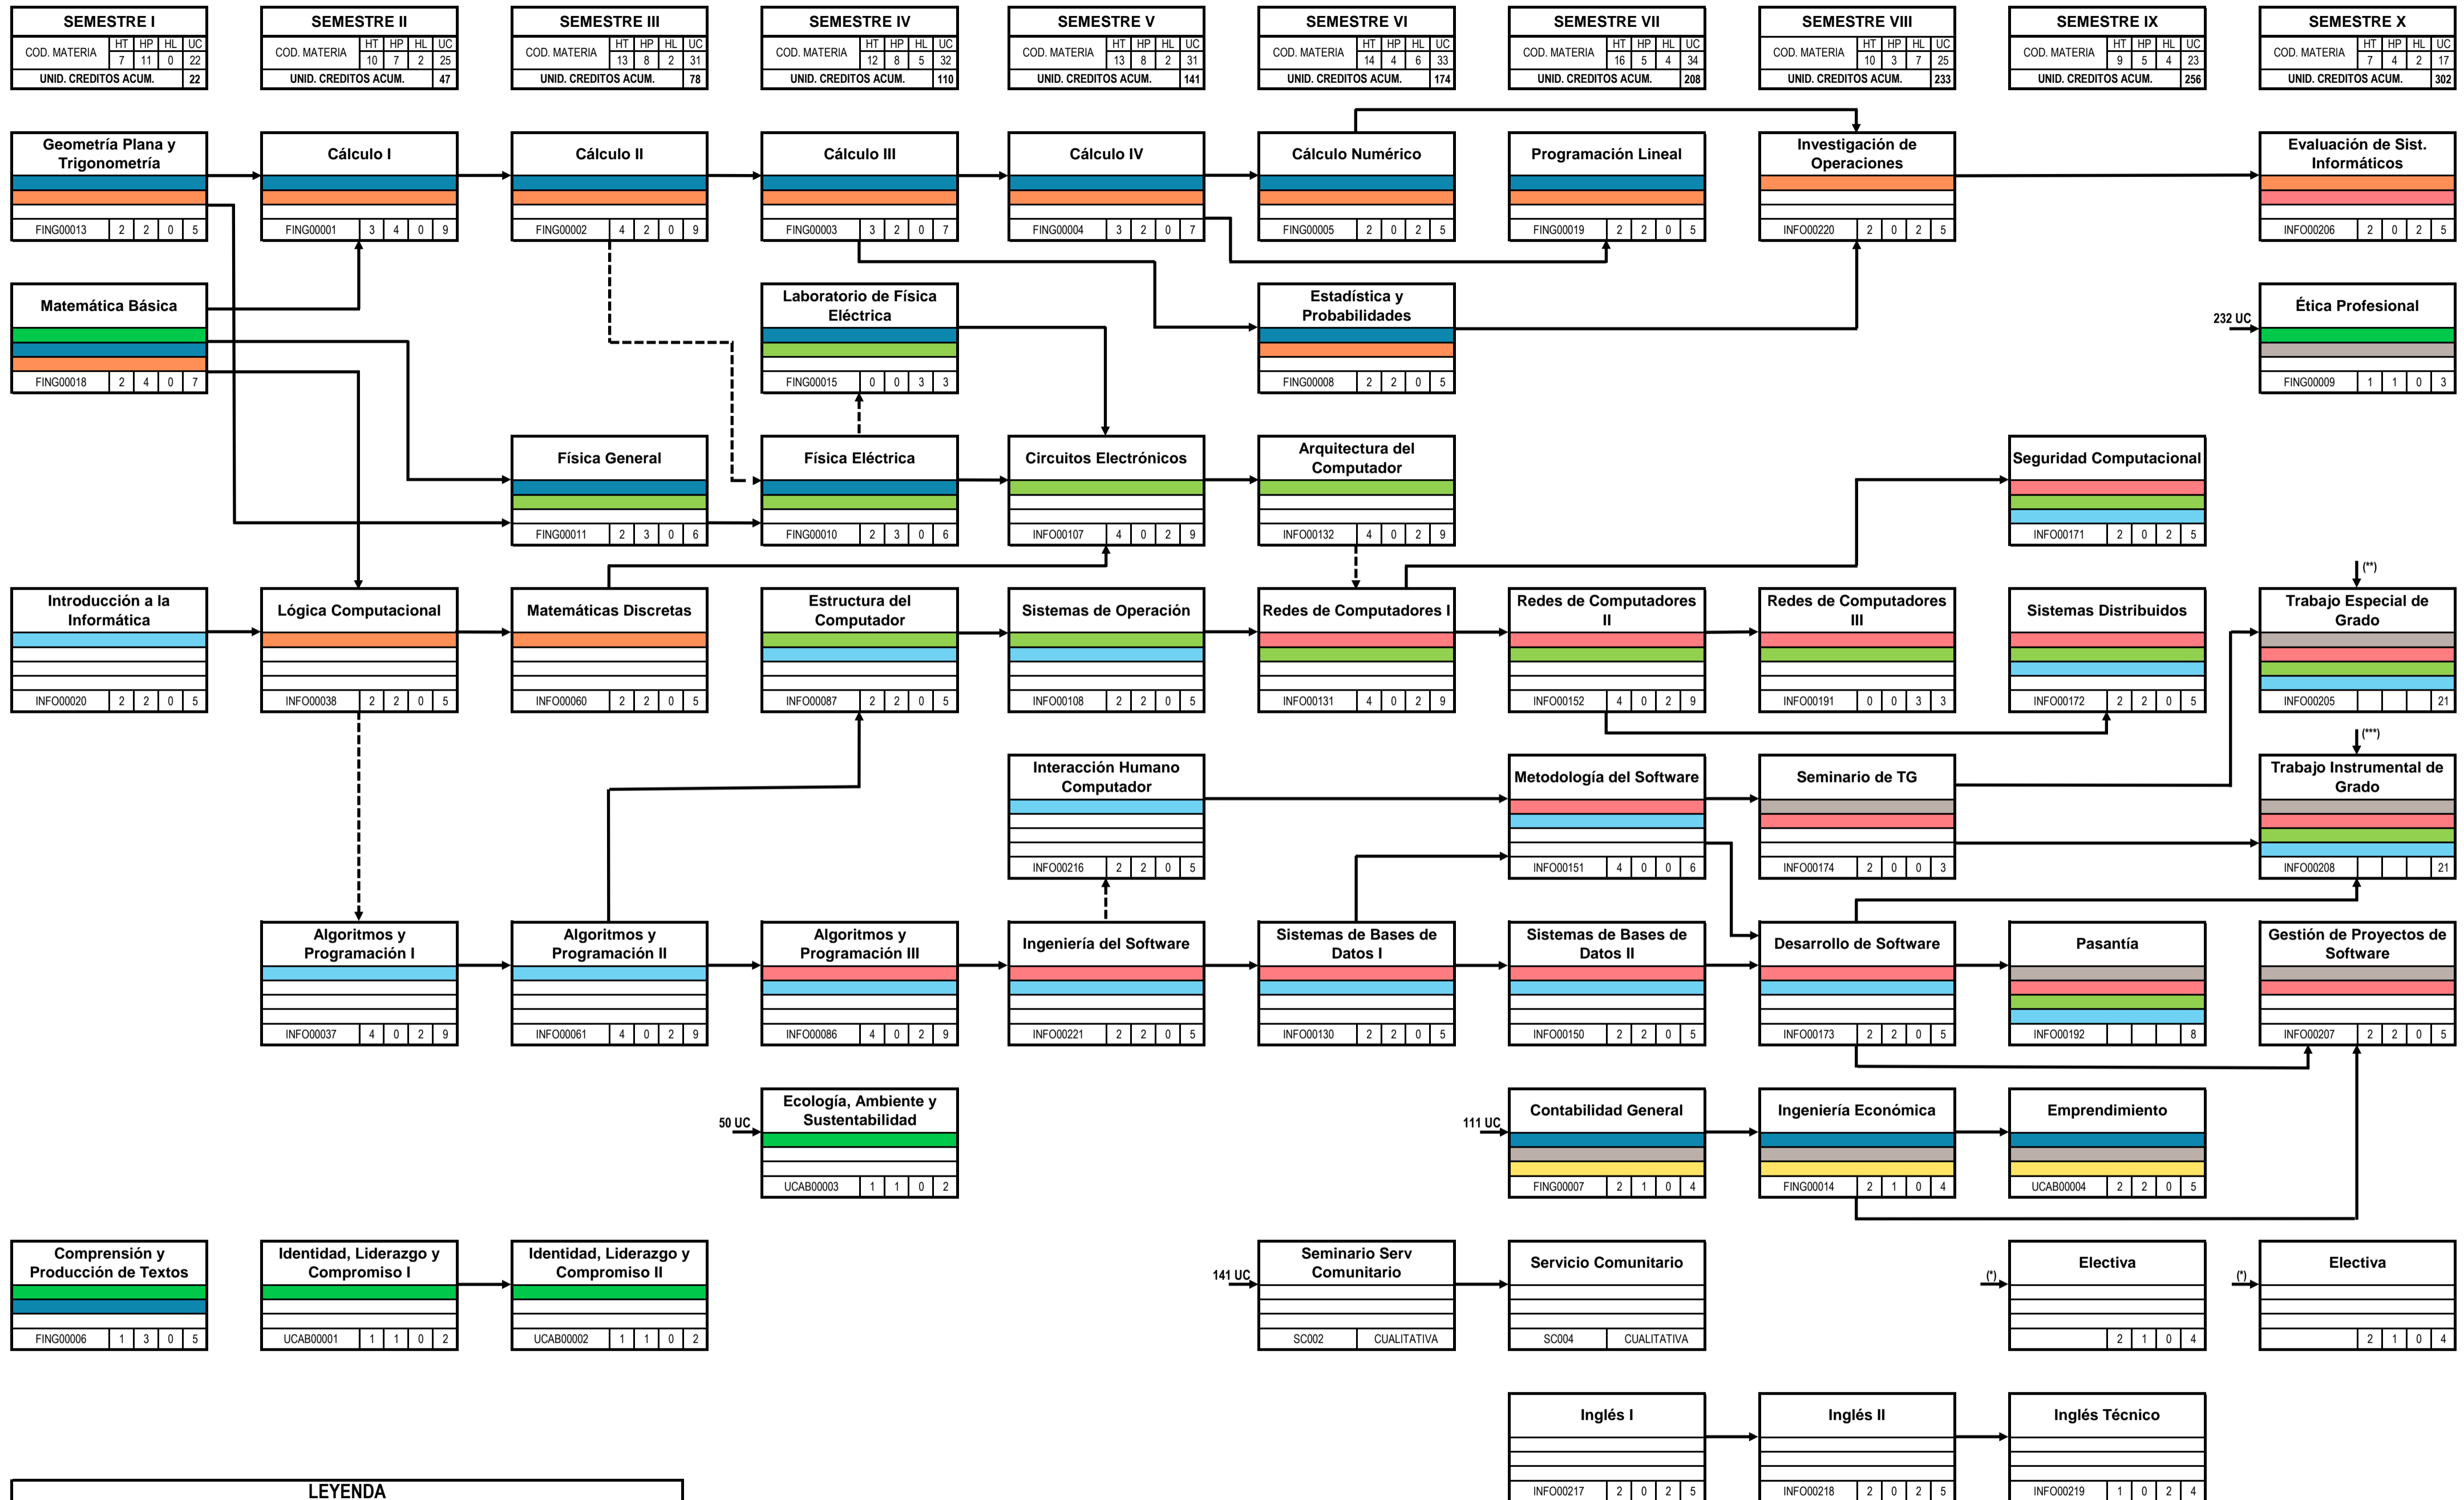 SEMESTRE I
COD. MATERIA HT HP HL UC
7 11 0 22
UNID. CREDITOS ACUM. 22
SEMESTRE II
COD. MATERIA HT HP HL UC
10 7 2 25
UNID. CREDITOS ACUM. 47
SEMESTRE III
COD. MATERIA HT HP HL UC
13 8 2 31
UNID. CREDITOS ACUM. 78
SEMESTRE IV
COD. MATERIA HT HP HL UC
12 8 5 32
UNID. CREDITOS ACUM. 110
SEMESTRE V
COD. MATERIA HT HP HL UC
13 8 2 31
UNID. CREDITOS ACUM. 141
SEMESTRE VI
COD. MATERIA HT HP HL UC
14 4 6 33
UNID. CREDITOS ACUM. 174
SEMESTRE VII
COD. MATERIA HT HP HL UC
16 5 4 34
UNID. CREDITOS ACUM. 208
SEMESTRE VIII
COD. MATERIA HT HP HL UC
10 3 7 25
UNID. CREDITOS ACUM. 233
SEMESTRE IX
COD. MATERIA HT HP HL UC
9 5 4 23
UNID. CREDITOS ACUM. 256
SEMESTRE X
COD. MATERIA HT HP HL UC
7 4 2 17
UNID. CREDITOS ACUM. 302
Geometría Plana y
Trigonometría
FING00013 2 2 0 5
Cálculo I
FING00001 3 4 0 9
Cálculo II
FING00002 4 2 0 9
Cálculo III
FING00003 3 2 0 7
Cálculo IV
FING00004 3 2 0 7
Cálculo Numérico
FING00005 2 0 2 5
Programación Lineal
FING00019 2 2 0 5
Investigación de
Operaciones
INFO00220 2 0 2 5
Evaluación de Sist.
Informáticos
INFO00206 2 0 2 5
Matemática Básica
FING00018 2 4 0 7
Laboratorio de Física
Eléctrica
FING00015 0 0 3 3
Estadística y
Probabilidades
FING00008 2 2 0 5
232 UC
Ética Profesional
FING00009 1 1 0 3
Física General
FING00011 2 3 0 6
Física Eléctrica
FING00010 2 3 0 6
Circuitos Electrónicos
INFO00107 4 0 2 9
Arquitectura del
Computador
INFO00132 4 0 2 9
Seguridad Computacional
INFO00171 2 0 2 5
Introducción a la
Informática
INFO00020 2 2 0 5
Lógica Computacional
INFO00038 2 2 0 5
Matemáticas Discretas
INFO00060 2 2 0 5
Estructura del
Computador
INFO00087 2 2 0 5
Sistemas de Operación
INFO00108 2 2 0 5
Redes de Computadores I
INFO00131 4 0 2 9
Redes de Computadores
II
INFO00152 4 0 2 9
Redes de Computadores
III
INFO00191 0 0 3 3
Sistemas Distribuidos
INFO00172 2 2 0 5
(**)
Trabajo Especial de
Grado
INFO00205 21
Interacción Humano
Computador
INFO00216 2 2 0 5
Metodología del Software
INFO00151 4 0 0 6
Seminario de TG
INFO00174 2 0 0 3
(***)
Trabajo Instrumental de
Grado
INFO00208 21
Algoritmos y
Programación I
INFO00037 4 0 2 9
Algoritmos y
Programación II
INFO00061 4 0 2 9
Algoritmos y
Programación III
INFO00086 4 0 2 9
Ingeniería del Software
INFO00221 2 2 0 5
Sistemas de Bases de
Datos I
INFO00130 2 2 0 5
Sistemas de Bases de
Datos II
INFO00150 2 2 0 5
Desarrollo de Software
INFO00173 2 2 0 5
Pasantía
INFO00192 8
Gestión de Proyectos de
Software
INFO00207 2 2 0 5
50 UC
Ecología, Ambiente y
Sustentabilidad
UCAB00003 1 1 0 2
111 UC
Contabilidad General
FING00007 2 1 0 4
Ingeniería Económica
FING00014 2 1 0 4
Emprendimiento
UCAB00004 2 2 0 5
Comprensión y
Producción de Textos
FING00006 1 3 0 5
Identidad, Liderazgo y
Compromiso I
UCAB00001 1 1 0 2
Identidad, Liderazgo y
Compromiso II
UCAB00002 1 1 0 2
141 UC
Seminario Serv
Comunitario
SC002 CUALITATIVA
Servicio Comunitario
SC004 CUALITATIVA
(*)
Electiva
2 1 0 4
(*)
Electiva
2 1 0 4
Inglés I
INFO00217 2 0 2 5
Inglés II
INFO00218 2 0 2 5
Inglés Técnico
INFO00219 1 0 2 4
LEYENDA